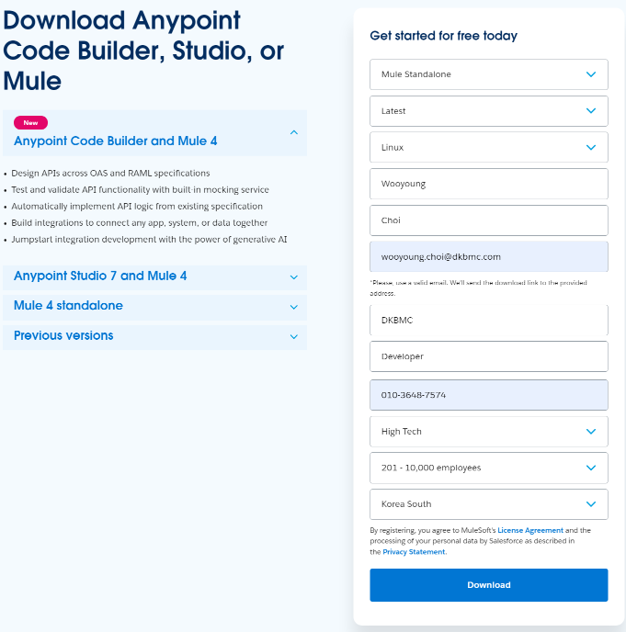 Download Anypoint
Code Builder, Studio, or
Mule
New
Anypoint Code Builder and Mule 4
• Design APIs across OAS and RAML specifications
• Test and validate API functionality with built-in mocking service
• Automatically implement API logic from existing specification
• Build integrations to connect any app, system, or data together
• Jumpstart integration development with the power of generative AI
Anypoint Studio 7 and Mule 4
Mule 4 standalone
Previous versions
Get started for free today
Mule Standalone
Latest
Linux
Wooyoung
Choi
wooyoung.choi@dkbmc.com
*Please, use a valid email. We'll send the download link to the provided
address.
DKBMC
Developer
010-3648-7574
High Tech
201 - 10,000 employees
Korea South
By registering, you agree to MuleSoft's License Agreement and the
processing of your personal data by Salesforce as described in
the Privacy Statement.
Download